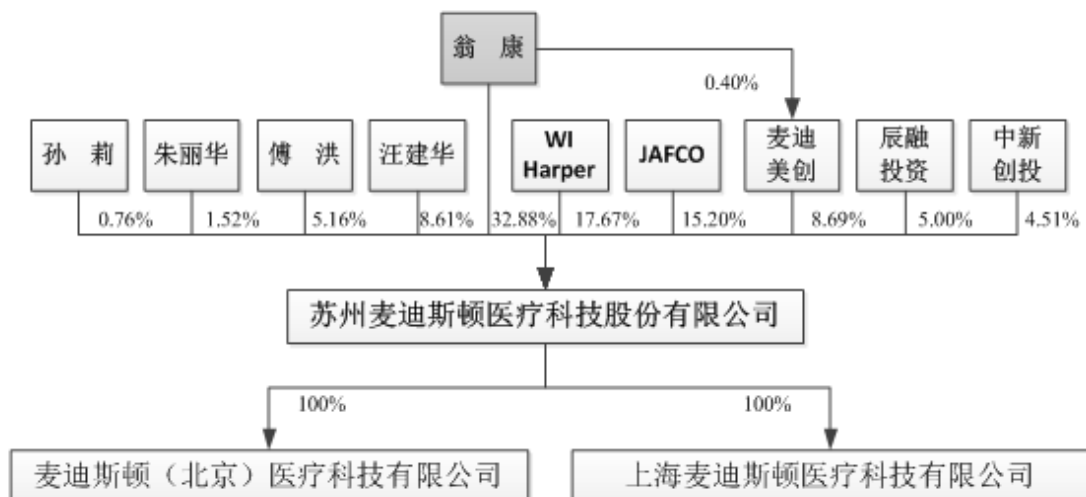 翁 康
0.40%
孙 莉
朱丽华
傅 洪
汪建华
WI
Harper
JAFCO
麦迪
美创
辰融
投资
中新
创投
0.76%
1.52%
5.16%
8.61%
32.88%
17.67%
15.20%
8.69%
5.00%
4.51%
苏州麦迪斯顿医疗科技股份有限公司
100%
100%
麦迪斯顿（北京）医疗科技有限公司
上海麦迪斯顿医疗科技有限公司